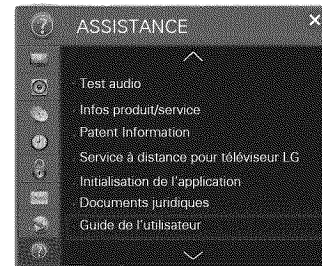 ASSISTANCE
Test audio
Infos produit/service
Patent Information
Service à distance pour téléviseur LG
Initialisation de l'application
Documents juridiques
Guide de l'utilisateur